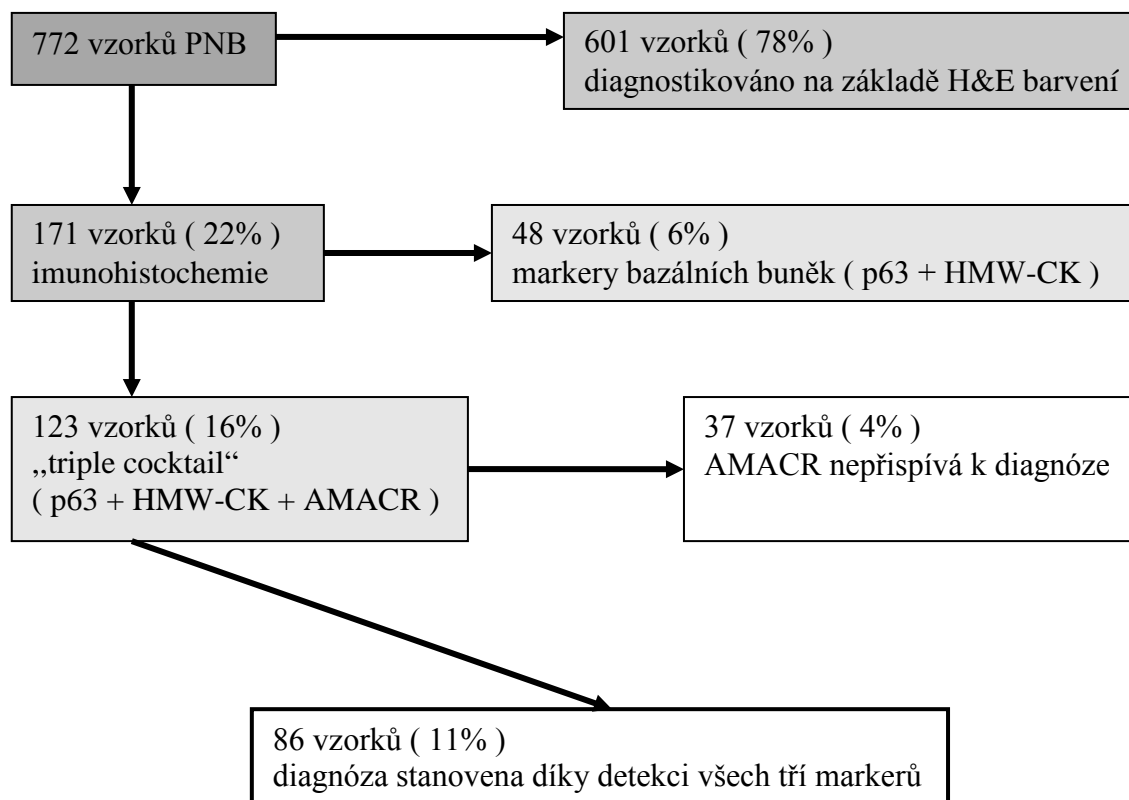 772 vzorků PNB
601 vzorků ( 78% )
diagnostikováno na základě H&E barvení
171 vzorků ( 22% )
imunohistochemie
48 vzorků ( 6% )
markery bazálních buněk ( p63 + HMW-CK )
123 vzorků ( 16% )
,,triple cocktail“
( p63 + HMW-CK + AMACR )
37 vzorků ( 4% )
AMACR nepřispívá k diagnóze
86 vzorků ( 11% )
diagnóza stanovena díky detekci všech tří markerů